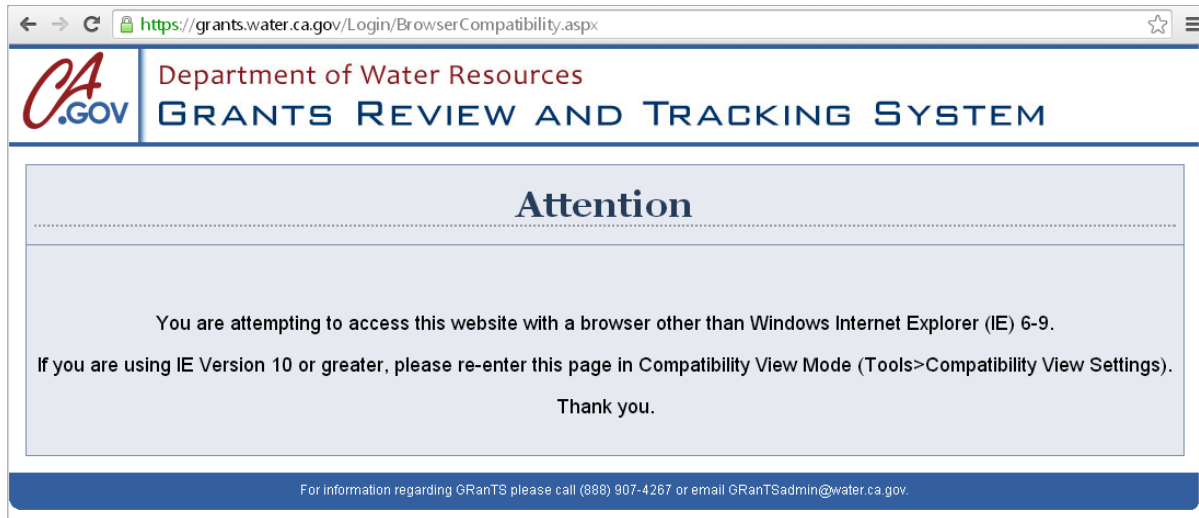 https://grants.water.ca.gov/Login/BrowserCompatibility.aspx
CA
.GOV
Department of Water Resources
GRANTS REVIEW AND TRACKING SYSTEM
Attention
You are attempting to access this website with a browser other than Windows Internet Explorer (IE) 6-9.
If you are using IE Version 10 or greater, please re-enter this page in Compatibility View Mode (Tools>Compatibility View Settings).
Thank you.
For information regarding GRanTS please call (888) 907-4267 or email GRanTSadmin@water.ca.gov.